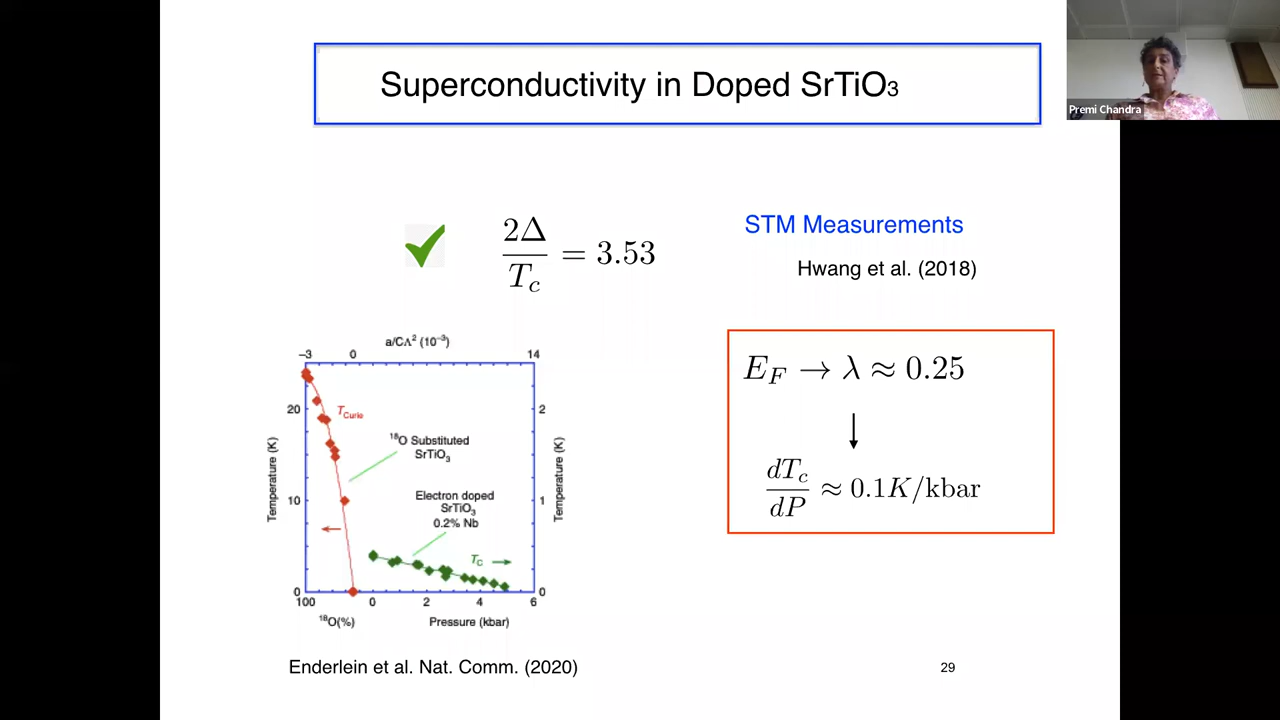 Superconductivity in Doped SrTiO3
Premi Chandra
2Δ/T_c = 3.53
STM Measurements
Hwang et al. (2018)
a/CΛ² (10⁻³)
−3 0 14
20 10 0
Temperature (K)
T_Curie
¹⁸O Substituted
SrTiO₃
Electron doped
SrTiO₃
0.2% Nb
T_C
2 1 0
Temperature (K)
100 0 2 4 6
¹⁸O(%) Pressure (kbar)
E_F → λ ≈ 0.25
↓
dT_c/dP ≈ 0.1K/kbar
Enderlein et al. Nat. Comm. (2020)
29